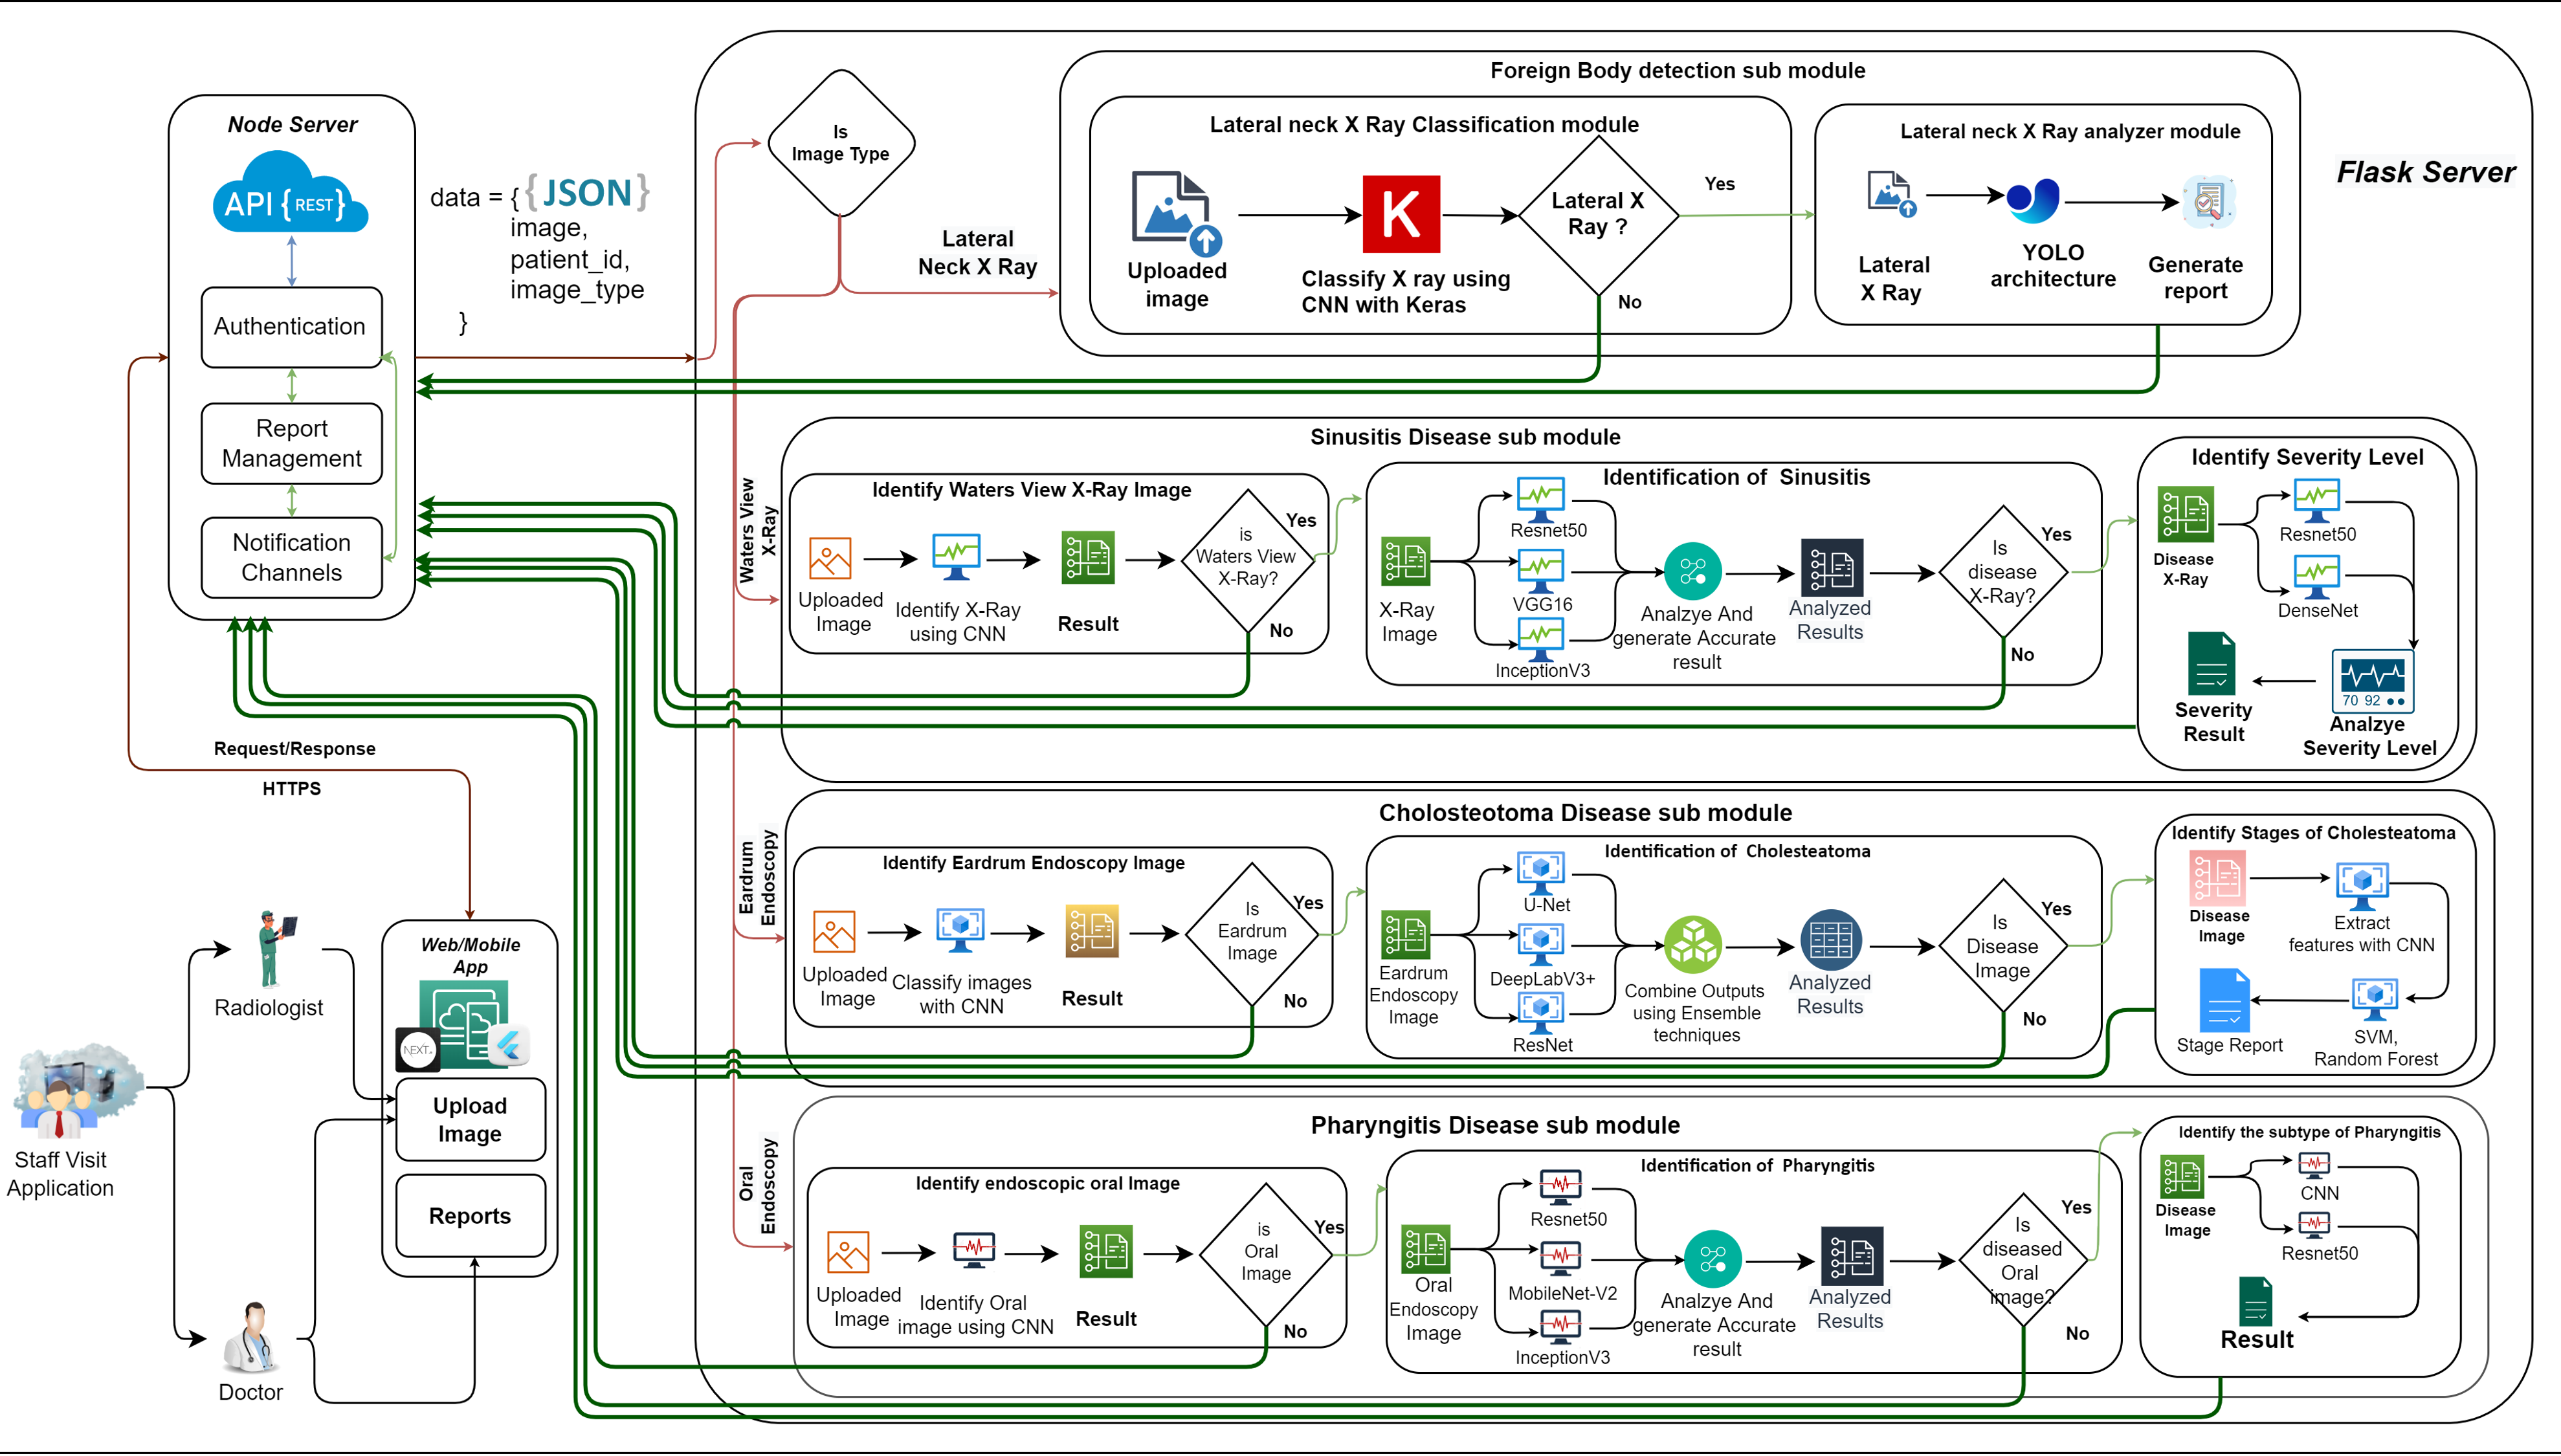 Node Server
API {REST}
Authentication
Report
Management
Notification
Channels
data = { {JSON}
image,
patient_id,
image_type
}
Request/Response
HTTPS
Staff Visit
Application
Radiologist
Doctor
Web/Mobile
App
NEXT
Upload
Image
Reports
Flask Server
Is
Image Type
Lateral
Neck X Ray
Waters View
X-Ray
Eardrum
Endoscopy
Oral
Endoscopy
Foreign Body detection sub module
Lateral neck X Ray Classification module
Uploaded
image
K
Classify X ray using
CNN with Keras
Lateral X
Ray ?
Yes
No
Lateral neck X Ray analyzer module
Lateral
X Ray
YOLO
architecture
Generate
report
Sinusitis Disease sub module
Identify Waters View X-Ray Image
Uploaded
Image
Identify X-Ray
using CNN
Result
is
Waters View
X-Ray?
Yes
No
Identification of Sinusitis
X-Ray
Image
Resnet50
VGG16
InceptionV3
Analzye And
generate Accurate
result
Analyzed
Results
Is
disease
X-Ray?
Yes
No
Identify Severity Level
Disease
X-Ray
Resnet50
DenseNet
70 92
Analzye
Severity Level
Severity
Result
Cholosteotoma Disease sub module
Identify Eardrum Endoscopy Image
Uploaded
Image
Classify images
with CNN
Result
Is
Eardrum
Image
Yes
No
Identification of Cholesteatoma
Eardrum
Endoscopy
Image
U-Net
DeepLabV3+
ResNet
Combine Outputs
using Ensemble
techniques
Analyzed
Results
Is
Disease
Image
Yes
No
Identify Stages of Cholesteatoma
Disease
Image
Extract
features with CNN
SVM,
Random Forest
Stage Report
Pharyngitis Disease sub module
Identify endoscopic oral Image
Uploaded
Image
Identify Oral
image using CNN
Result
is
Oral
Image
Yes
No
Identification of Pharyngitis
Oral
Endoscopy
Image
Resnet50
MobileNet-V2
InceptionV3
Analzye And
generate Accurate
result
Analyzed
Results
Is
diseased
Oral
image?
Yes
No
Identify the subtype of Pharyngitis
Disease
Image
CNN
Resnet50
Result